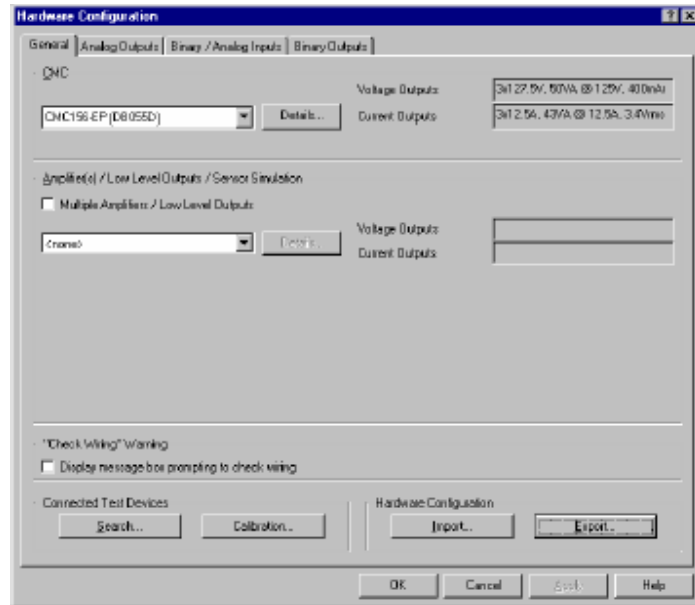 Hardware Configuration
General Analog Outputs Binary / Analog Inputs Binary Outputs
CMC
CMC156-EP (DB055D) Details...
Voltage Outputs 3x127.5V, 50VA @ 125V, 400mA
Current Outputs 3x12.5A, 43VA @ 12.5A, 3.4Vrms
Amplifier(s) / Low Level Outputs / Sensor Simulation
Multiple Amplifiers / Low Level Outputs
<none> Details...
Voltage Outputs
Current Outputs
"Check Wiring" Warning
Display message box prompting to check wiring
Connected Test Devices
Search... Calibration...
Hardware Configuration
Import... Export...
OK Cancel Apply Help